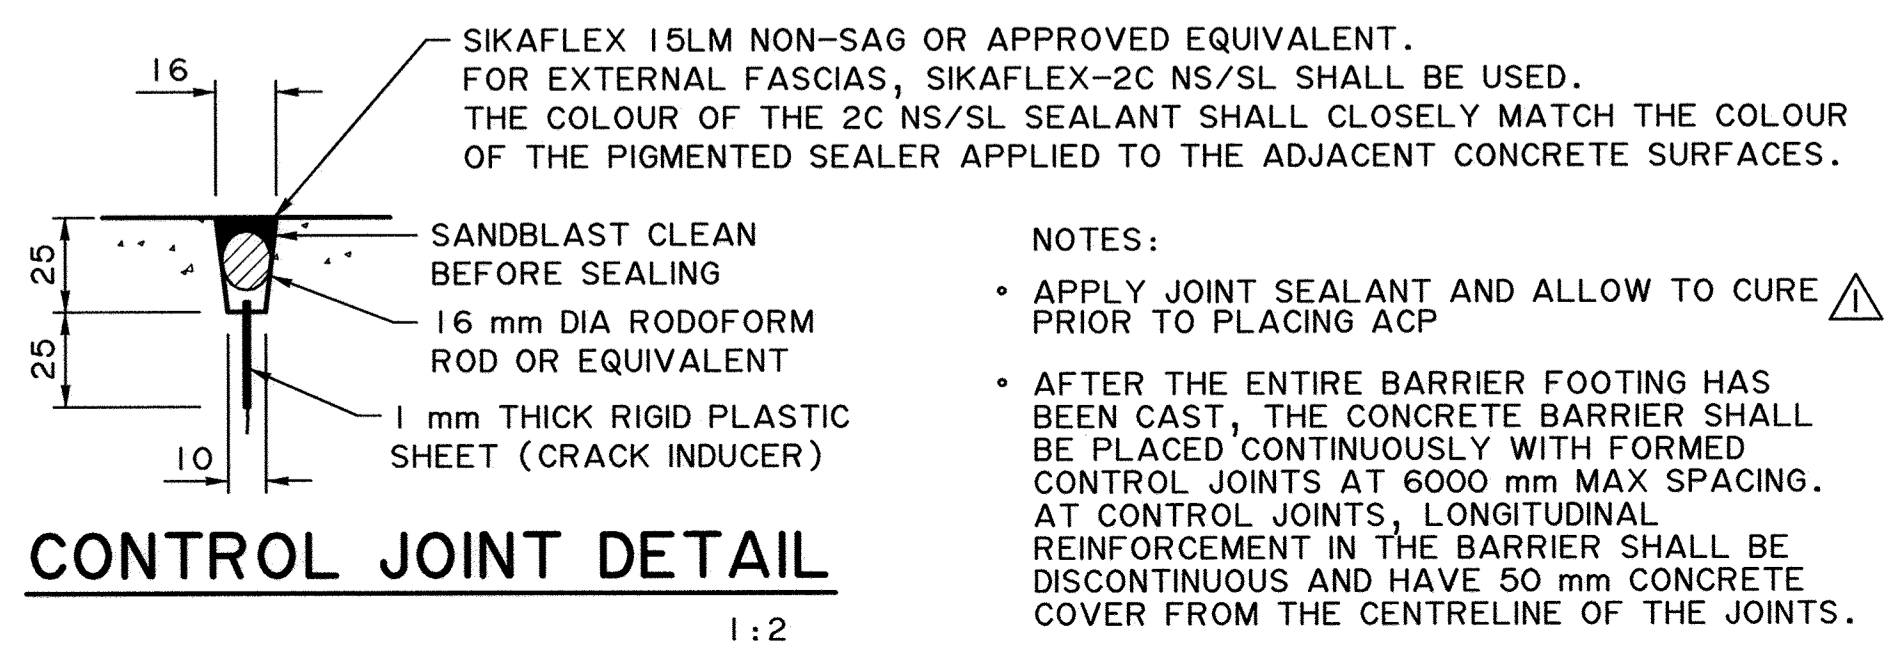 SIKAFLEX 15LM NON-SAG OR APPROVED EQUIVALENT.
FOR EXTERNAL FASCIAS, SIKAFLEX-2C NS/SL SHALL BE USED.
THE COLOUR OF THE 2C NS/SL SEALANT SHALL CLOSELY MATCH THE COLOUR
OF THE PIGMENTED SEALER APPLIED TO THE ADJACENT CONCRETE SURFACES.
16
25
25
10
SANDBLAST CLEAN
BEFORE SEALING
16 mm DIA RODOFORM
ROD OR EQUIVALENT
1 mm THICK RIGID PLASTIC
SHEET (CRACK INDUCER)
CONTROL JOINT DETAIL
1:2
NOTES:
° APPLY JOINT SEALANT AND ALLOW TO CURE 1
PRIOR TO PLACING ACP
° AFTER THE ENTIRE BARRIER FOOTING HAS
BEEN CAST, THE CONCRETE BARRIER SHALL
BE PLACED CONTINUOUSLY WITH FORMED
CONTROL JOINTS AT 6000 mm MAX SPACING.
AT CONTROL JOINTS, LONGITUDINAL
REINFORCEMENT IN THE BARRIER SHALL BE
DISCONTINUOUS AND HAVE 50 mm CONCRETE
COVER FROM THE CENTRELINE OF THE JOINTS.